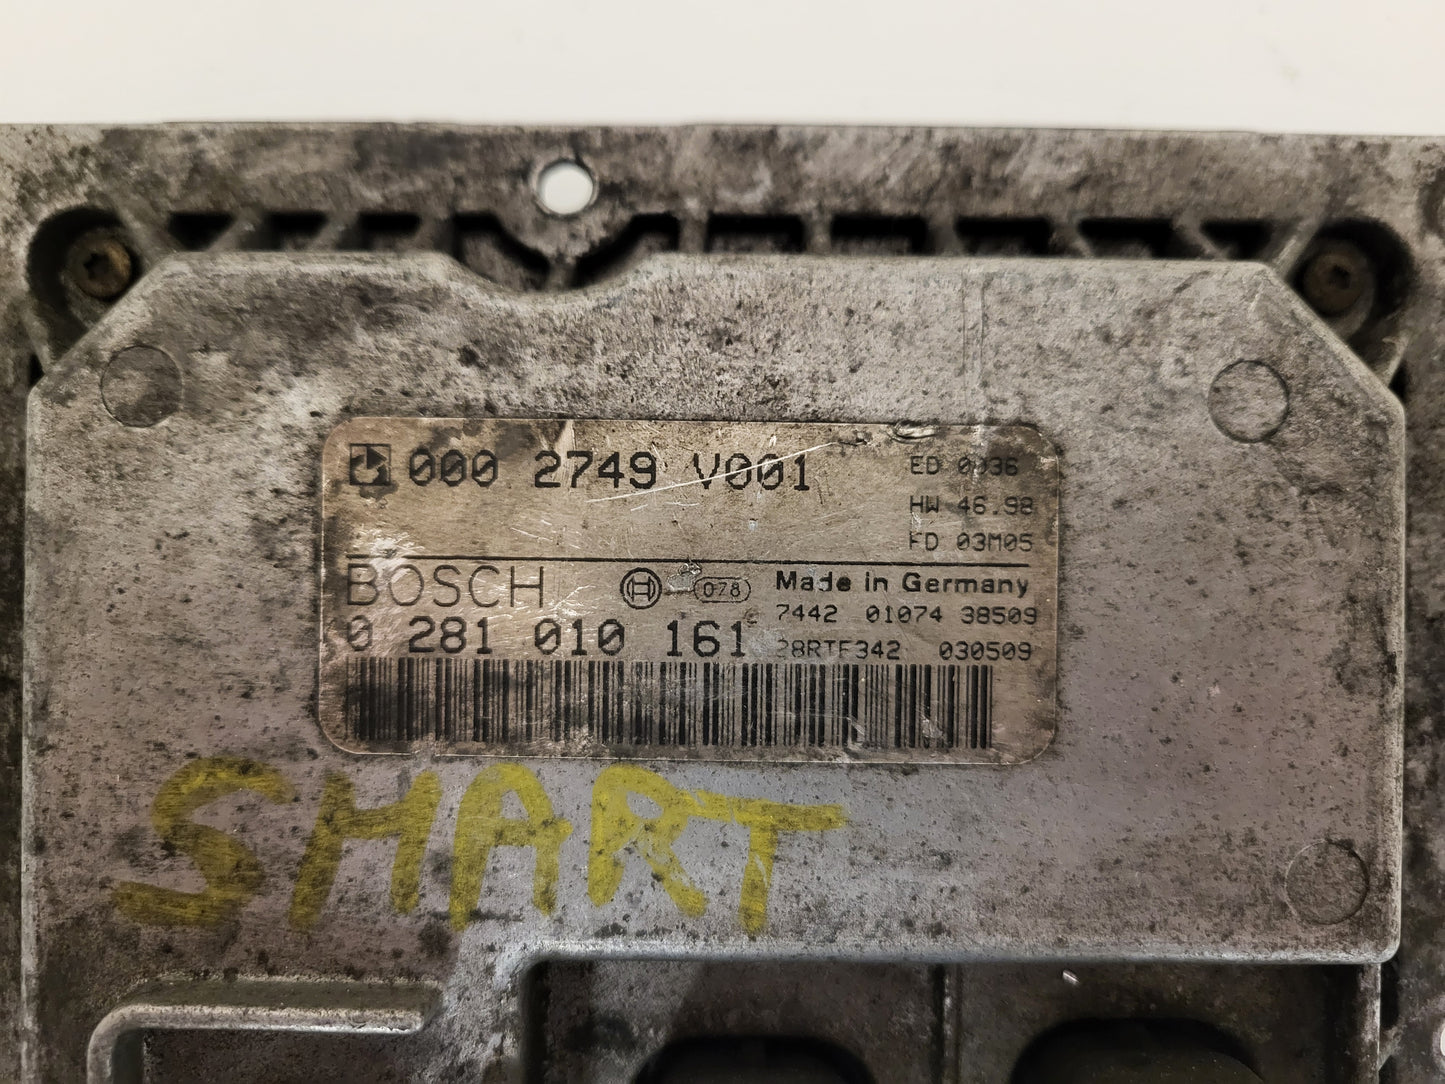 000 2749 V001
ED 0036
HW 46.98
FD 03M05
BOSCH 078 Made in Germany
7442 01074 38509
0 281 010 161 28RTF342 030509
SMART